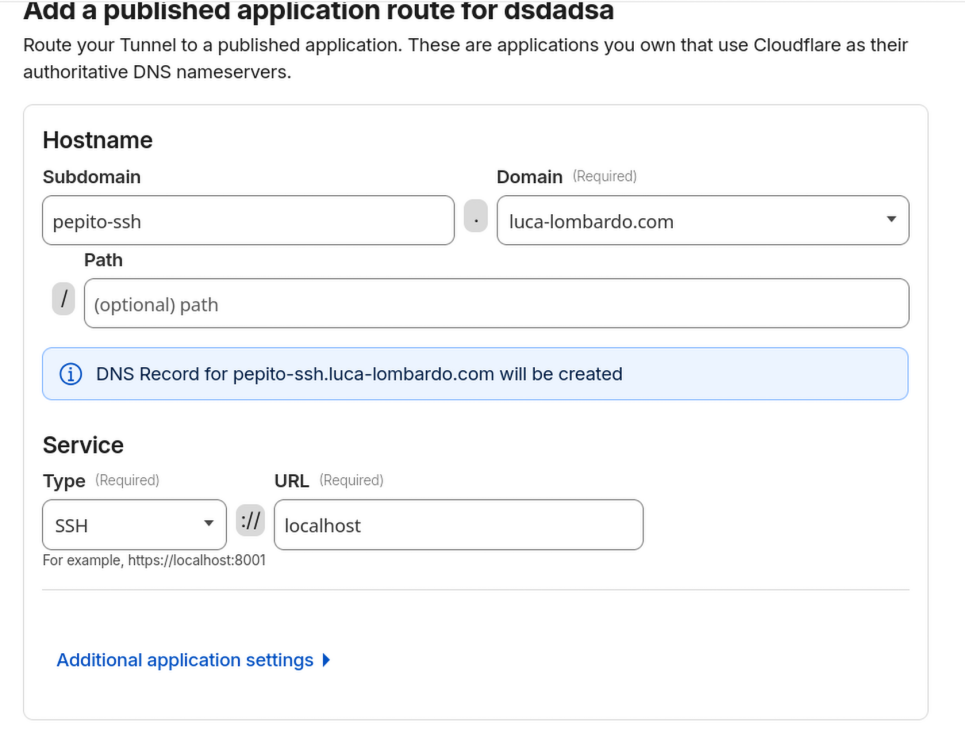 Add a published application route for dsdadsa
Route your Tunnel to a published application. These are applications you own that use Cloudflare as their
authoritative DNS nameservers.
Hostname
Subdomain
Domain (Required)
pepito-ssh
.
luca-lombardo.com
Path
/
(optional) path
DNS Record for pepito-ssh.luca-lombardo.com will be created
Service
Type (Required)
URL (Required)
SSH
://
localhost
For example, https://localhost:8001
Additional application settings